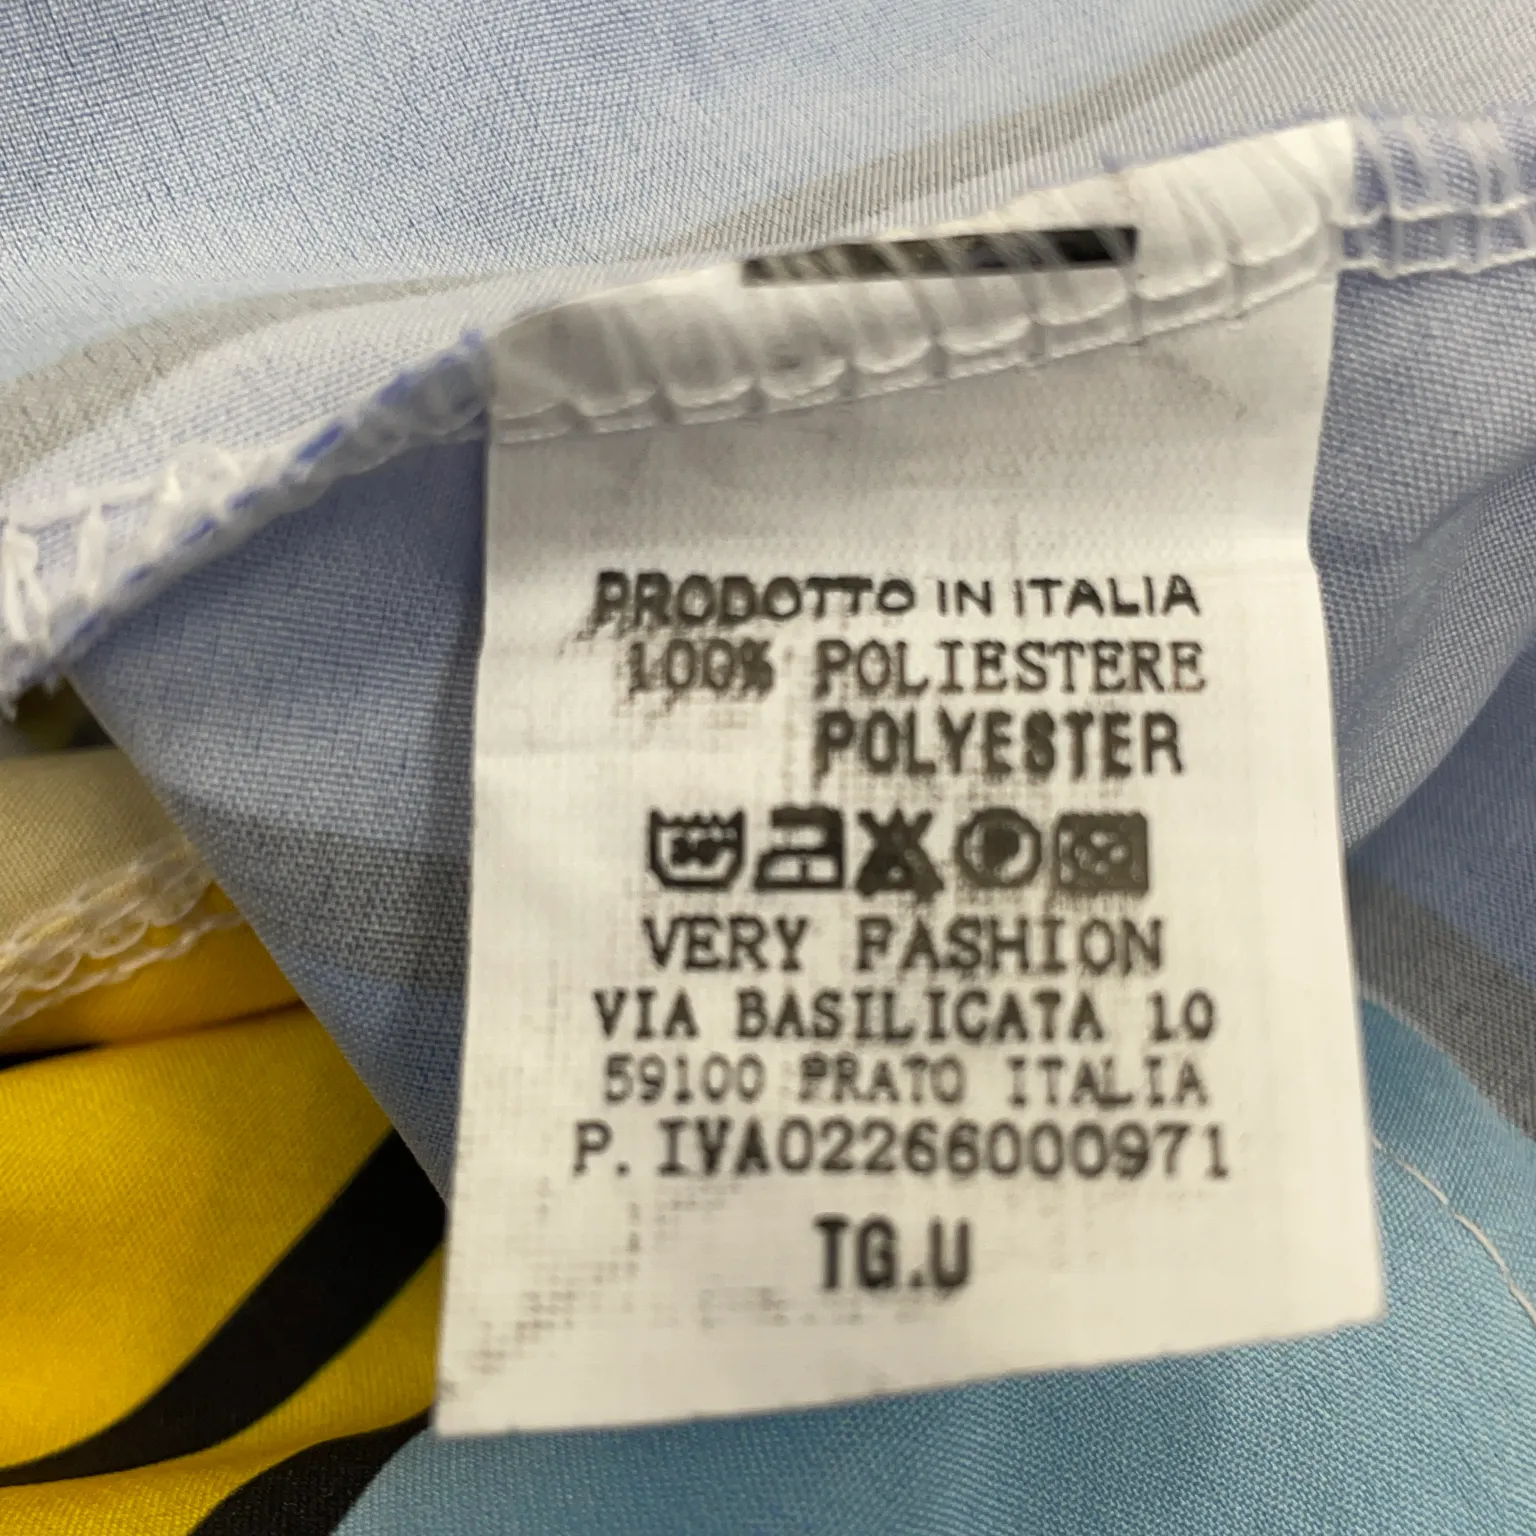 PRODOTTO IN ITALIA
100% POLIESTERE
POLYESTER
VERY FASHION
VIA BASILICATA 10
59100 PRATO ITALIA
P.IVA02266000971
TG.U